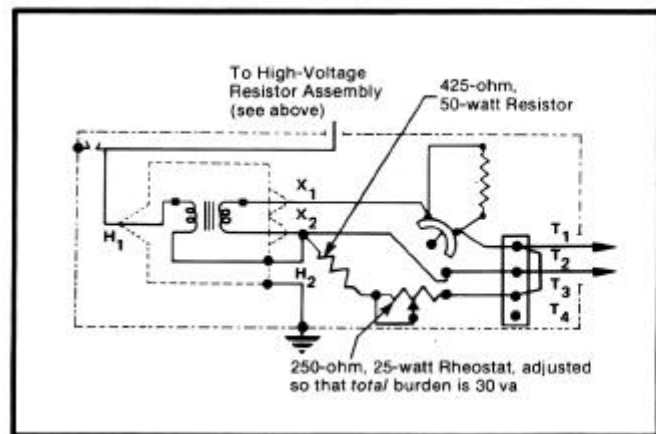 To High-Voltage
Resistor Assembly
(see above)
425-ohm,
50-watt Resistor
X1
X2
H1
H2
T1
T2
T3
T4
250-ohm, 25-watt Rheostat, adjusted
so that total burden is 30 va